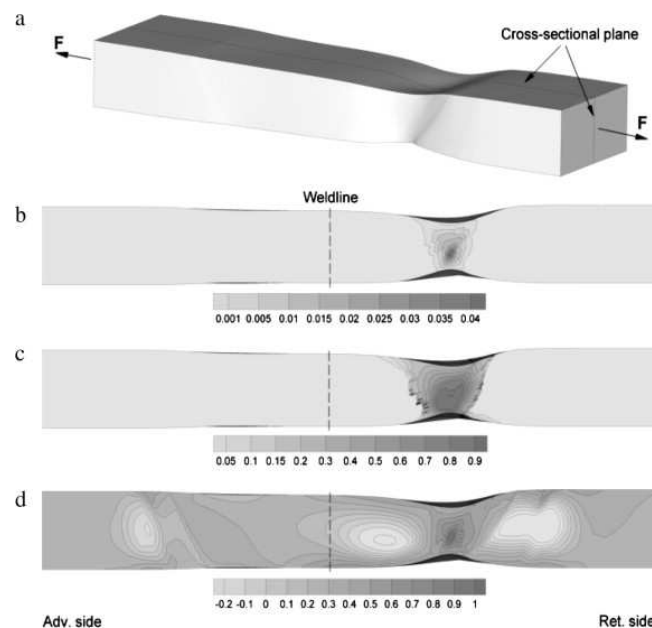 a
Cross-sectional plane
F
F
b
Weldline
0.001 0.005 0.01 0.015 0.02 0.025 0.03 0.035 0.04
c
0.05 0.1 0.15 0.2 0.3 0.4 0.5 0.6 0.7 0.8 0.9
d
-0.2 -0.1 0 0.1 0.2 0.3 0.4 0.5 0.6 0.7 0.8 0.9 1
Adv. side Ret. side